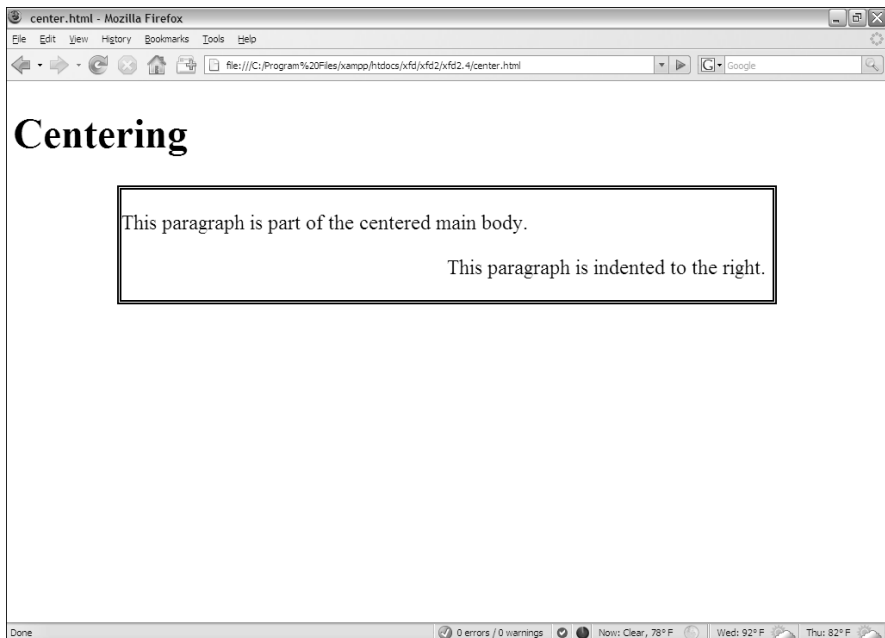 center.html - Mozilla Firefox
File Edit View History Bookmarks Tools Help
file:///C:/Program%20Files/xampp/htdocs/xfd/xfd2/xfd2.4/center.html G Google
Centering
This paragraph is part of the centered main body.
This paragraph is indented to the right.
Done 0 errors / 0 warnings Now: Clear, 78° F Wed: 92° F Thu: 82° F